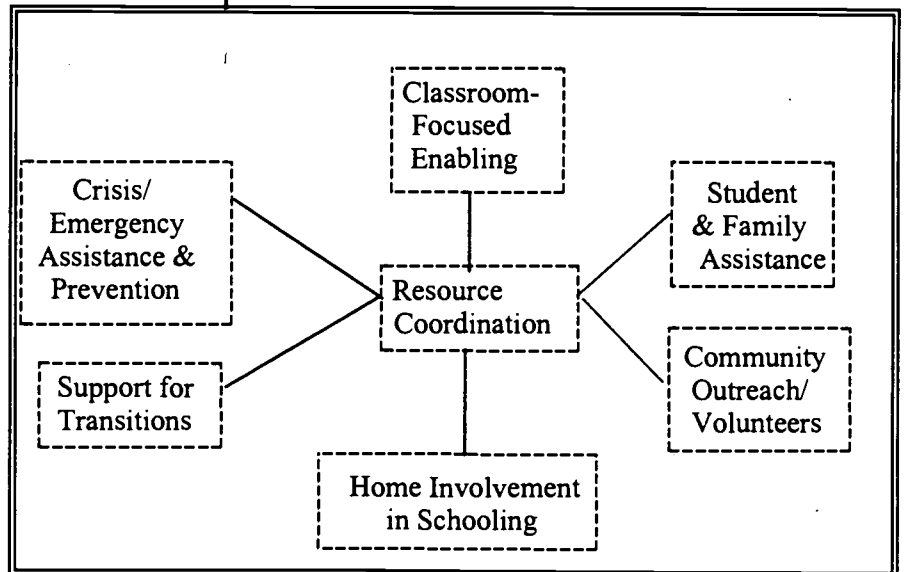 Classroom-
Focused
Enabling
Crisis/
Emergency
Assistance &
Prevention
Student
& Family
Assistance
Resource
Coordination
Support for
Transitions
Community
Outreach/
Volunteers
Home Involvement
in Schooling